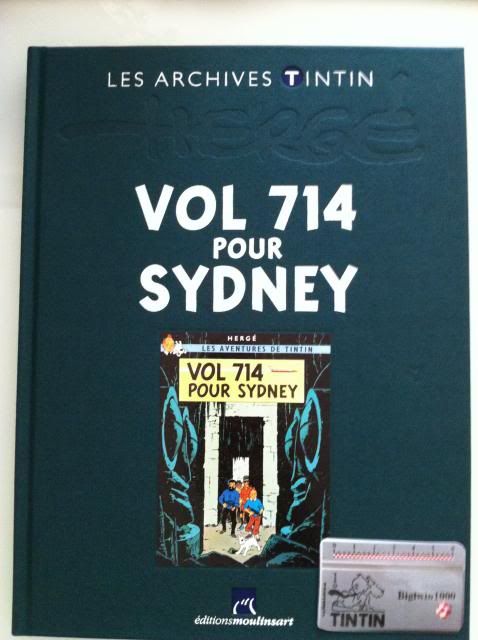 LES ARCHIVES TINTIN
HERGÉ
VOL 714
POUR
SYDNEY
HERGÉ
LES AVENTURES DE TINTIN
VOL 714
POUR SYDNEY
Bigtwin1000
TINTIN
éditionsmoulinsart